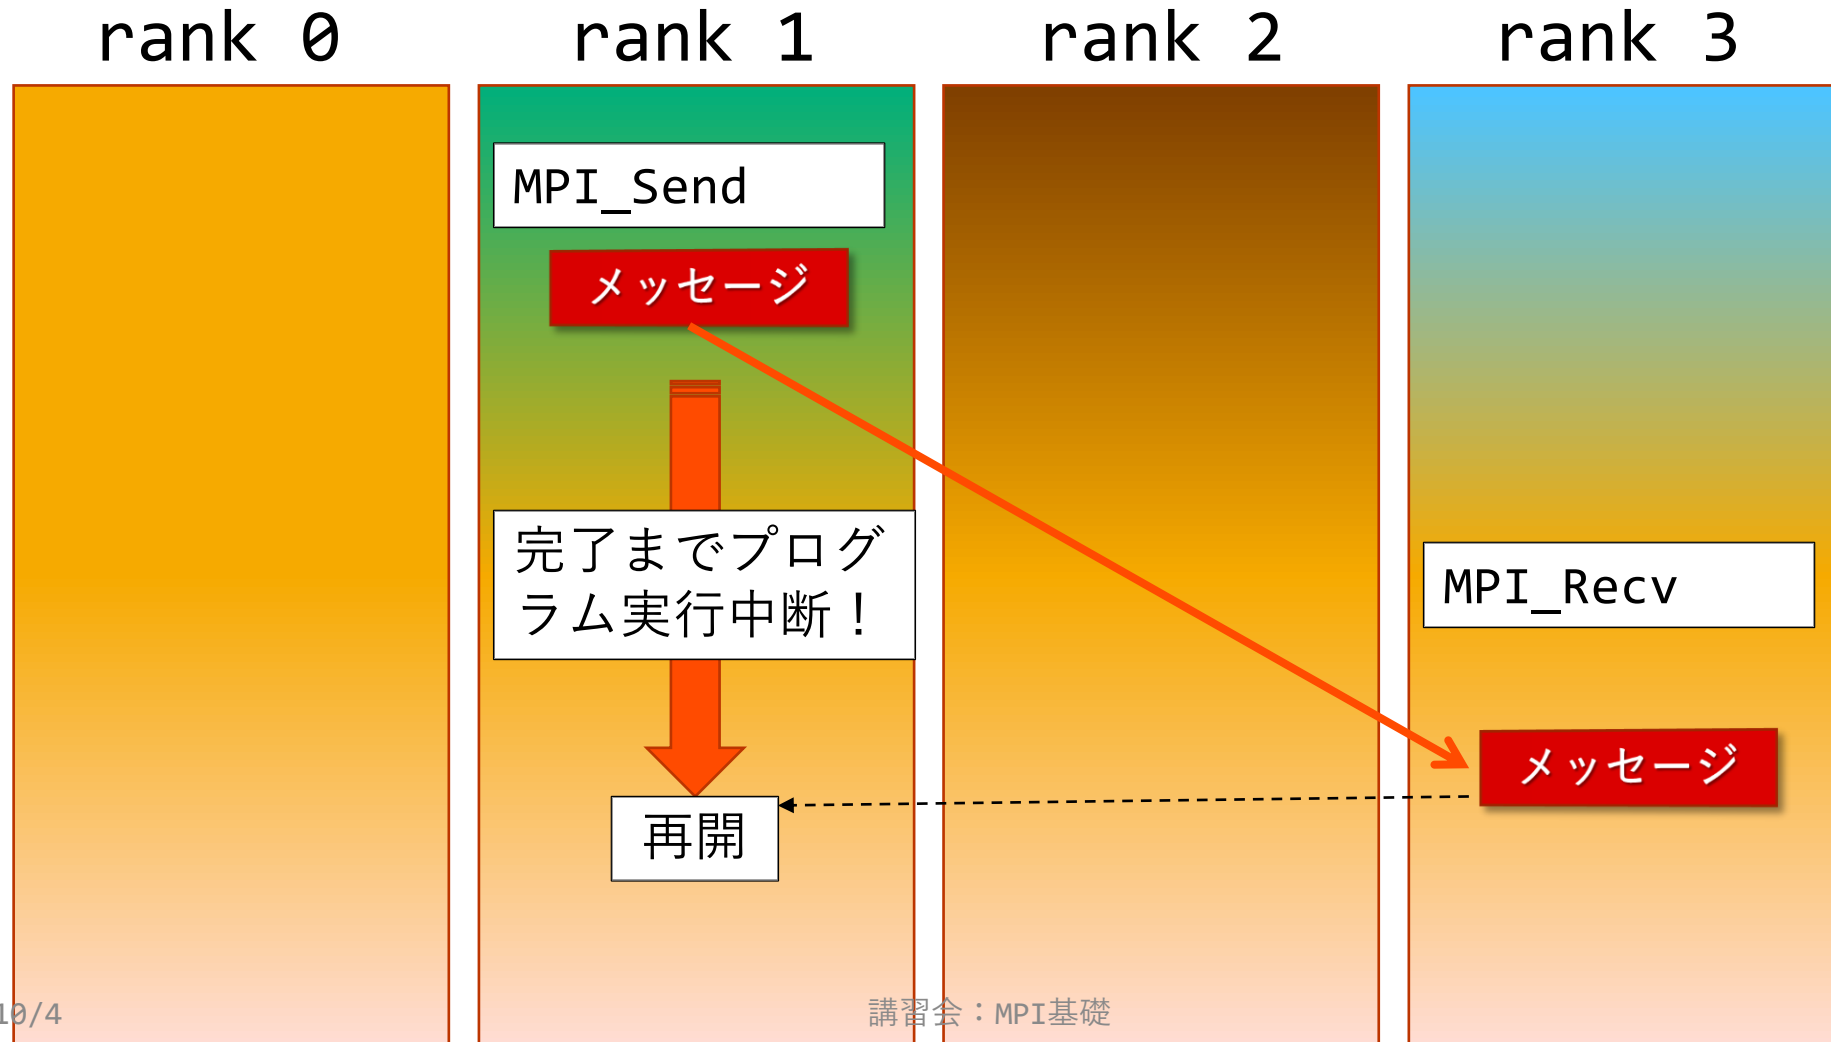 rank 0
rank 1
rank 2
rank 3
MPI_Send
メッセージ
完了までプログ
ラム実行中断！
MPI_Recv
メッセージ
再開
10/4
講習会：MPI基礎